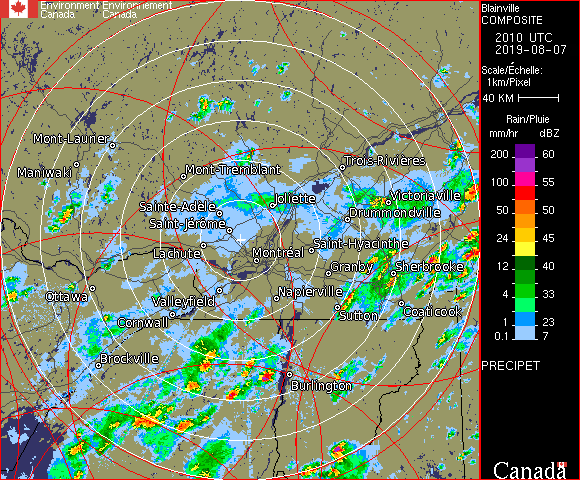 Environment Environnement
Canada Canada
Blainville
COMPOSITE
2010 UTC
2019-08-07
Scale/Échelle:
1km/Pixel
40 KM
Rain/Pluie
mm/hr dBZ
200 60
100 55
50 50
24 45
12 40
4 33
1 23
0.1 7
PRECIPET
Canada
Mont-Laurier
Maniwaki
Mont-Tremblant
Trois-Rivieres
Sainte-Adele
Joliette
Victoriaville
Drummondville
Saint-Jérôme
Lachute
Montréal
Saint-Hyacinthe
Granby
Sherbrooke
Ottawa
Valleyfield
Napierville
Cornwall
Sutton
Coaticook
Brockville
Burlington